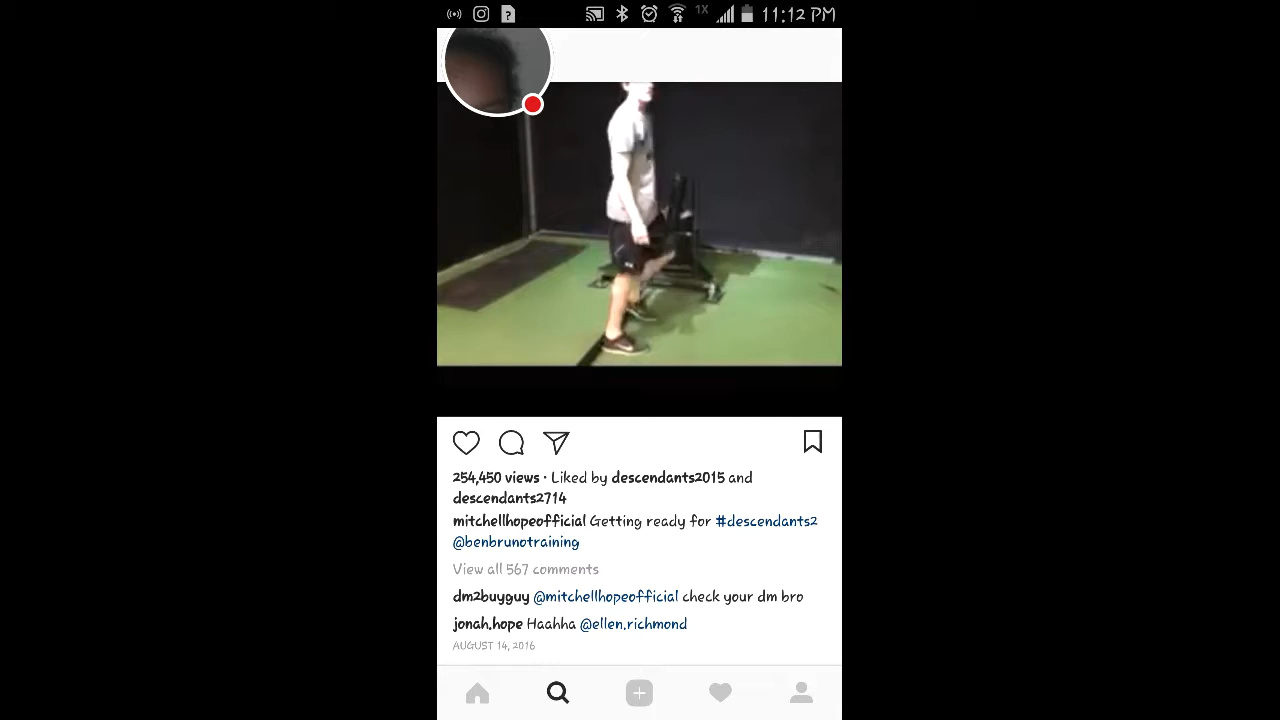 1X 11:12 PM
254,450 views · Liked by descendants2015 and
descendants2714
mitchellhopeofficial Getting ready for #descendants2
@benbrunotraining
View all 567 comments
dm2buyguy @mitchellhopeofficial check your dm bro
jonah.hope Haahha @ellen.richmond
AUGUST 14, 2016